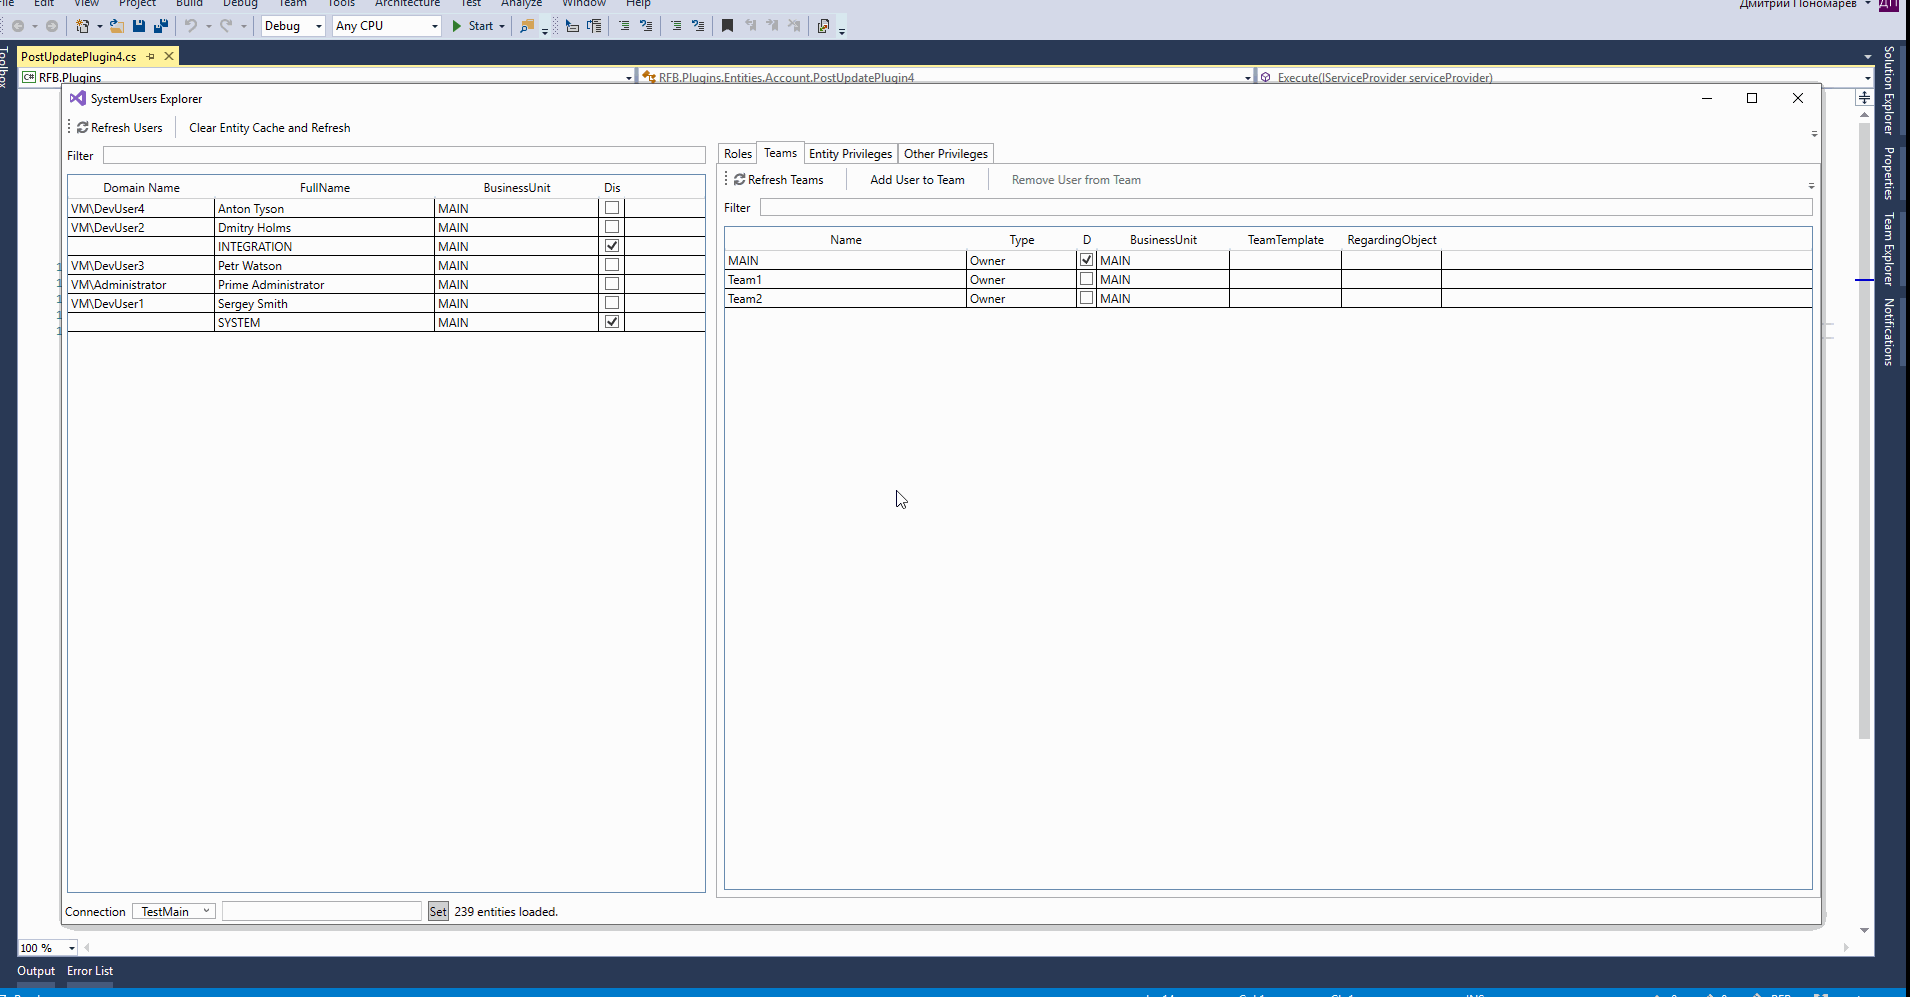 File Edit View Project Build Debug Team Tools Architecture Test Analyze Window Help
Дмитрий Пономарев ДП
Debug Any CPU Start
Toolbox
PostUpdatePlugin4.cs
C# RFB.Plugins RFB.Plugins.Entities.Account.PostUpdatePlugin4 Execute(IServiceProvider serviceProvider)
SystemUsers Explorer
Refresh Users Clear Entity Cache and Refresh
Filter
Domain Name FullName BusinessUnit Dis
VM\DevUser4 Anton Tyson MAIN
VM\DevUser2 Dmitry Holms MAIN
INTEGRATION MAIN
VM\DevUser3 Petr Watson MAIN
VM\Administrator Prime Administrator MAIN
VM\DevUser1 Sergey Smith MAIN
SYSTEM MAIN
Roles Teams Entity Privileges Other Privileges
Refresh Teams Add User to Team Remove User from Team
Filter
Name Type D BusinessUnit TeamTemplate RegardingObject
MAIN Owner MAIN
Team1 Owner MAIN
Team2 Owner MAIN
Connection TestMain Set 239 entities loaded.
Solution Explorer
Properties
Team Explorer
Notifications
100 %
Output Error List